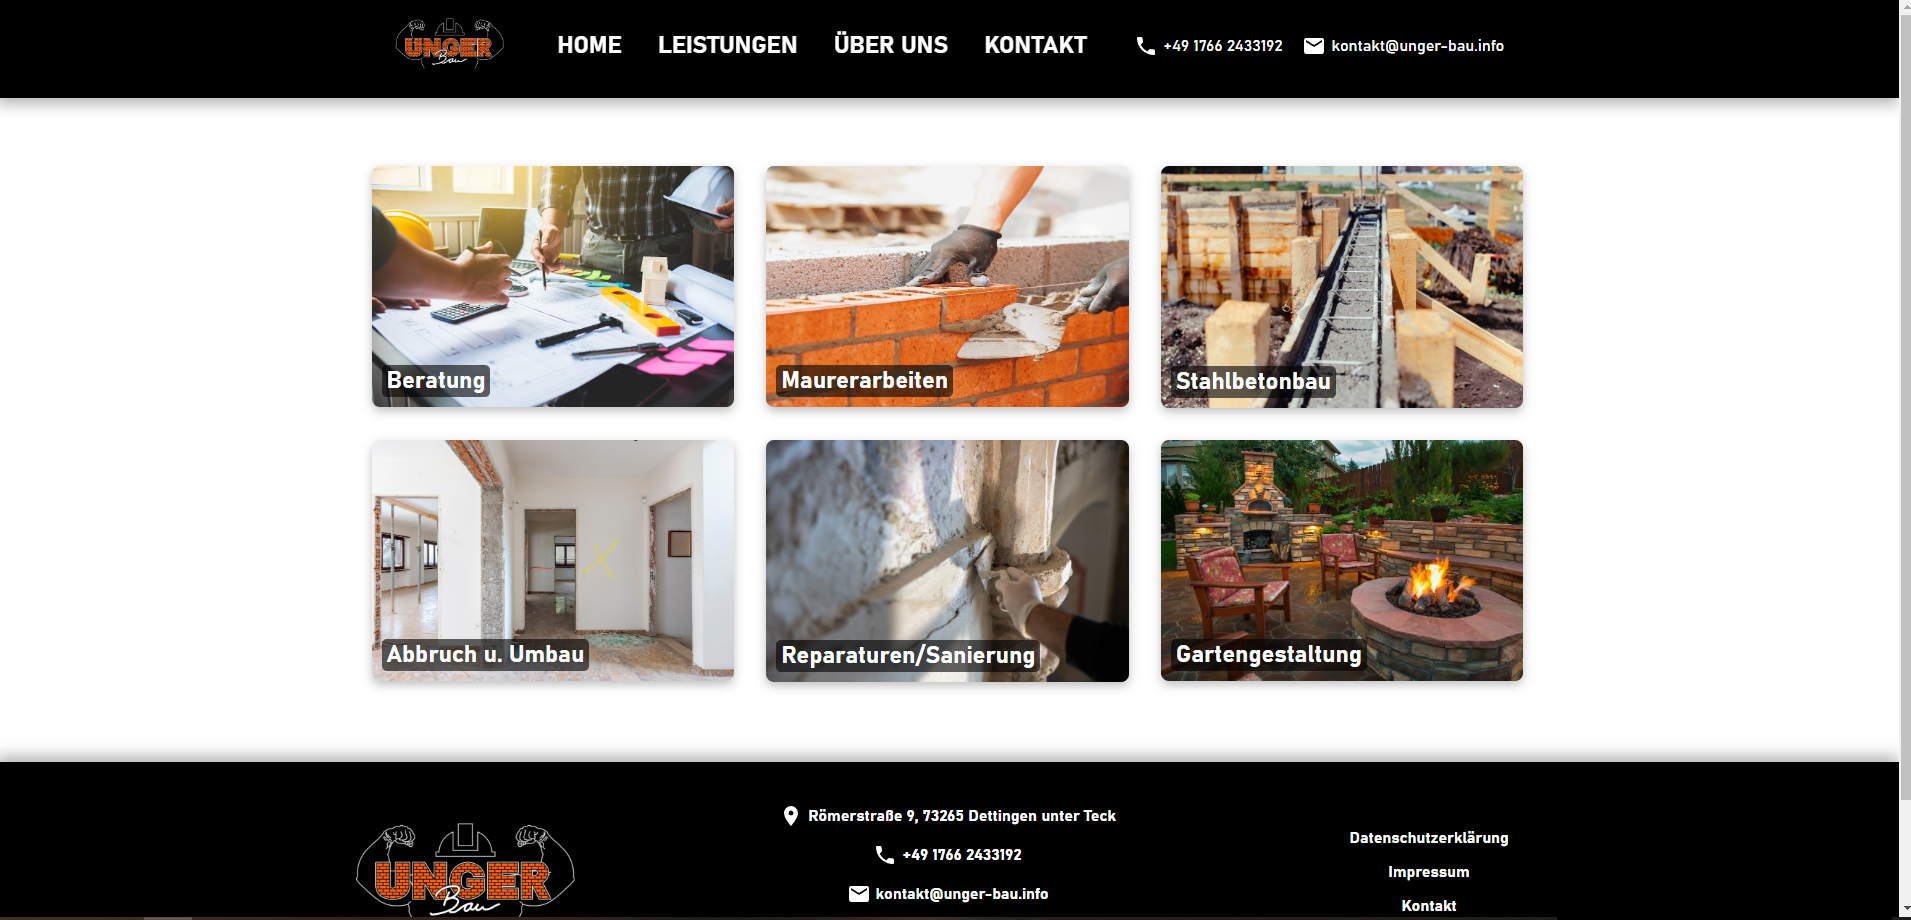 UNGER
Bau
HOME
LEISTUNGEN
ÜBER UNS
KONTAKT
+49 1766 2433192
kontakt@unger-bau.info
Beratung
Maurerarbeiten
Stahlbetonbau
Abbruch u. Umbau
Reparaturen/Sanierung
Gartengestaltung
UNGER
Bau
Römerstraße 9, 73265 Dettingen unter Teck
+49 1766 2433192
kontakt@unger-bau.info
Datenschutzerklärung
Impressum
Kontakt